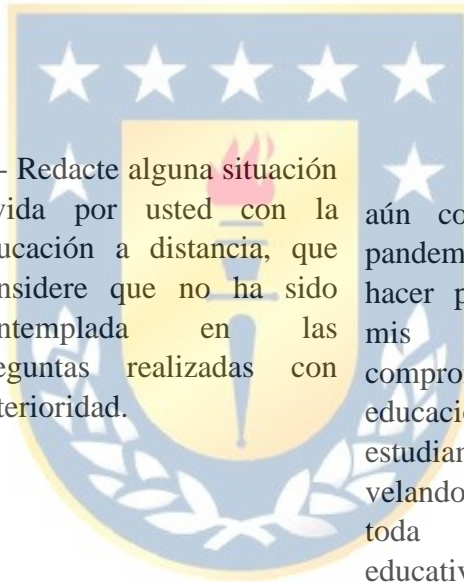 - Redacte alguna situación
vida por usted con la
ucación a distancia, que
nsidere que no ha sido
ntemplada en las
eguntas realizadas con
terioridad.
aún co
pandem
hacer p
mis
compro
educació
estudian
velando
toda
educativ